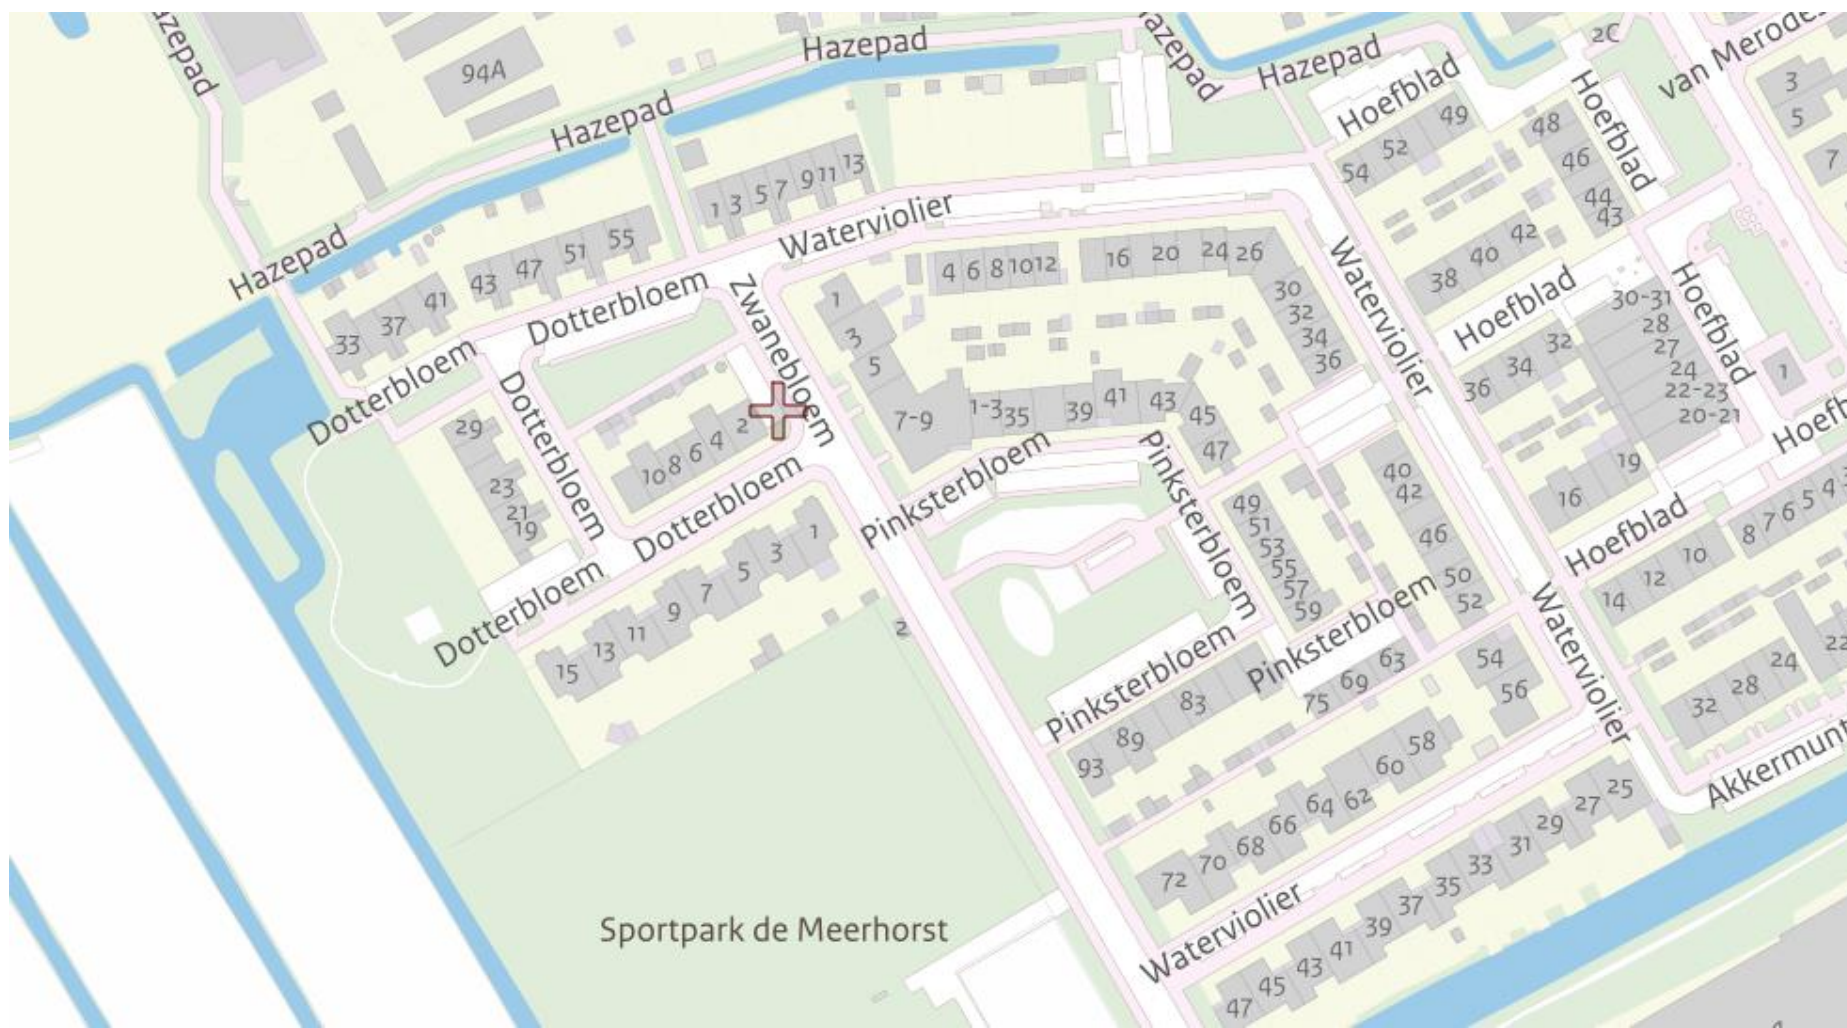 Hazepad
94A
Hazepad
Hazepad
Hazepad
Hazepad
Hazepad
2C
van Merode
Hoefblad
Hoefblad
3
5
7
49
52
54
48
46
44
43
42
40
38
1 3 5 7 9 11 13
Waterviolier
43 47 51 55
33 37 41
Dotterbloem
Dotterbloem
Dotterbloem
Zwanebloem
4 6 8 10 12
16 20 24 26
30
32
34
36
Waterviolier
Hoefblad
Hoefblad
30-31
28
27
24
22-23
20-21
32
34
36
1
1
3
5
7-9
1-3 35 39 41 43 45
47
29
23
21
19
10 8 6 4 2
Dotterbloem
Dotterbloem
Pinksterbloem
Pinksterbloem
40
42
46
50
52
19
16
Hoefblad
8 7 6 5 4
49
51
53
55
57
59
15 13 11 9 7 5 3 1
2
Pinksterbloem
Pinksterbloem
Waterviolier
14 12 10
54
56
63
69
75
83
89
93
32 28 24
22
Akkermunt
58
60
62
64
66
68
70
72
Waterviolier
25
27
29
31
33
35
37
39
41
43
45
47
Sportpark de Meerhorst